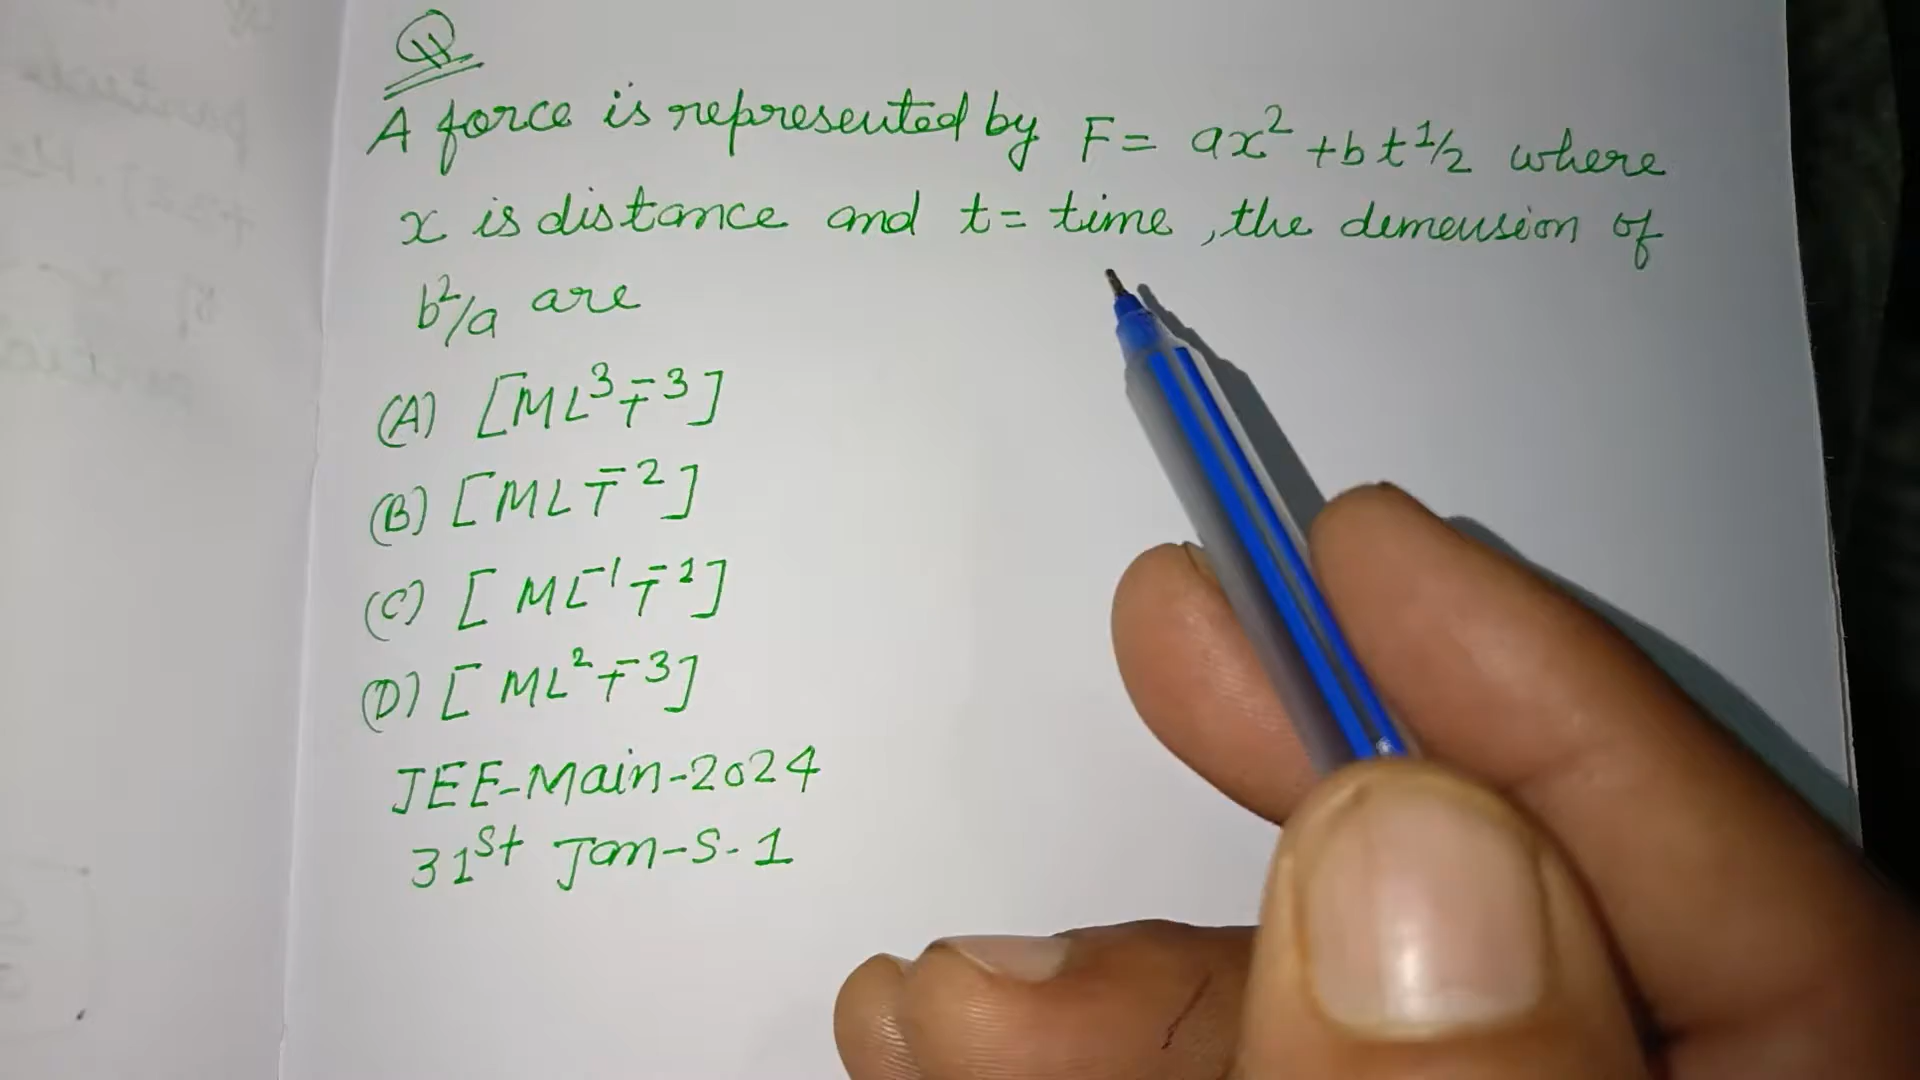 Q
A force is represented by F = ax² + bt^1/2 where
x is distance and t = time, the demension of
b²/a are
(A) [ML³T⁻³]
(B) [MLT⁻²]
(C) [ML⁻¹T⁻¹]
(D) [ML²T⁻³]
JEE-Main-2024
31st Jan-S-1